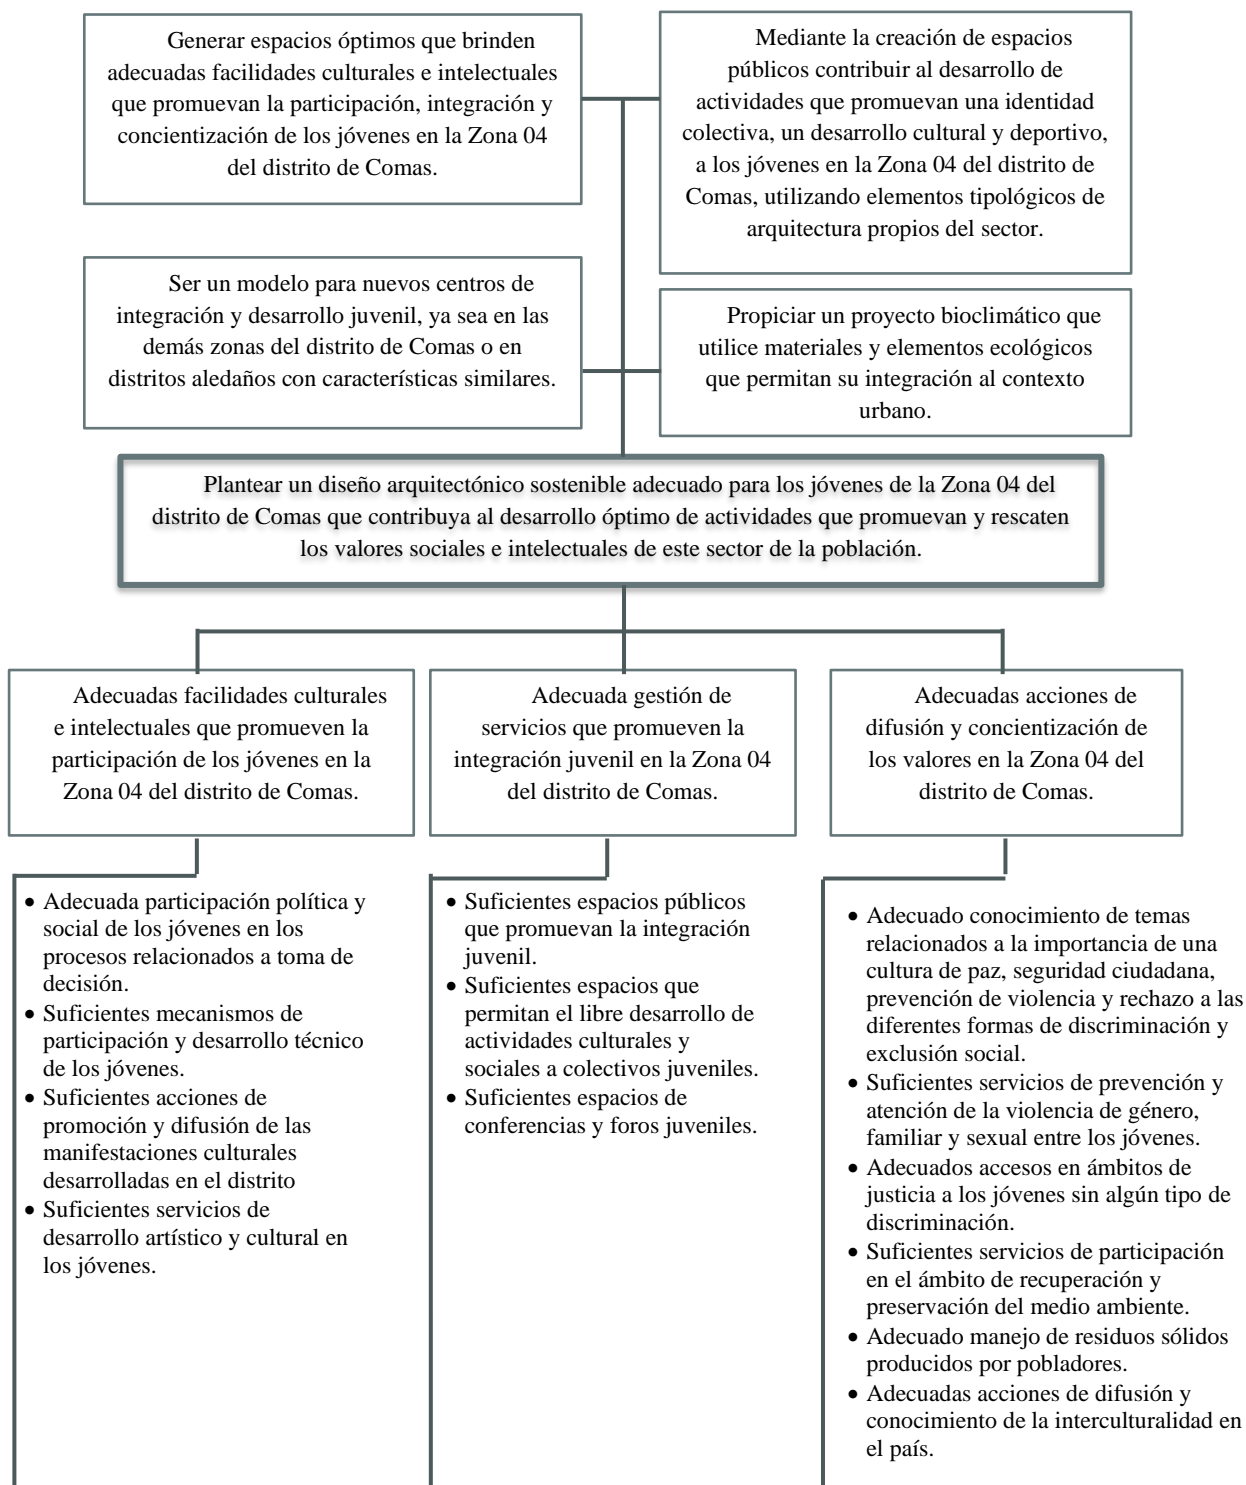 Generar espacios óptimos que brinden
adecuadas facilidades culturales e intelectuales
que promuevan la participación, integración y
concientización de los jóvenes en la Zona 04
del distrito de Comas.
Mediante la creación de espacios
públicos contribuir al desarrollo de
actividades que promuevan una identidad
colectiva, un desarrollo cultural y deportivo,
a los jóvenes en la Zona 04 del distrito de
Comas, utilizando elementos tipológicos de
arquitectura propios del sector.
Ser un modelo para nuevos centros de
integración y desarrollo juvenil, ya sea en las
demás zonas del distrito de Comas o en
distritos aledaños con características similares.
Propiciar un proyecto bioclimático que
utilice materiales y elementos ecológicos
que permitan su integración al contexto
urbano.
Plantear un diseño arquitectónico sostenible adecuado para los jóvenes de la Zona 04 del
distrito de Comas que contribuya al desarrollo óptimo de actividades que promuevan y rescaten
los valores sociales e intelectuales de este sector de la población.
Adecuadas facilidades culturales
e intelectuales que promueven la
participación de los jóvenes en la
Zona 04 del distrito de Comas.
Adecuada gestión de
servicios que promueven la
integración juvenil en la Zona 04
del distrito de Comas.
Adecuadas acciones de
difusión y concientización de
los valores en la Zona 04 del
distrito de Comas.
• Adecuada participación política y
social de los jóvenes en los
procesos relacionados a toma de
decisión.
• Suficientes mecanismos de
participación y desarrollo técnico
de los jóvenes.
• Suficientes acciones de
promoción y difusión de las
manifestaciones culturales
desarrolladas en el distrito
• Suficientes servicios de
desarrollo artístico y cultural en
los jóvenes.
• Suficientes espacios públicos
que promuevan la integración
juvenil.
• Suficientes espacios que
permitan el libre desarrollo de
actividades culturales y
sociales a colectivos juveniles.
• Suficientes espacios de
conferencias y foros juveniles.
• Adecuado conocimiento de temas
relacionados a la importancia de una
cultura de paz, seguridad ciudadana,
prevención de violencia y rechazo a las
diferentes formas de discriminación y
exclusión social.
• Suficientes servicios de prevención y
atención de la violencia de género,
familiar y sexual entre los jóvenes.
• Adecuados accesos en ámbitos de
justicia a los jóvenes sin algún tipo de
discriminación.
• Suficientes servicios de participación
en el ámbito de recuperación y
preservación del medio ambiente.
• Adecuado manejo de residuos sólidos
producidos por pobladores.
• Adecuadas acciones de difusión y
conocimiento de la interculturalidad en
el país.